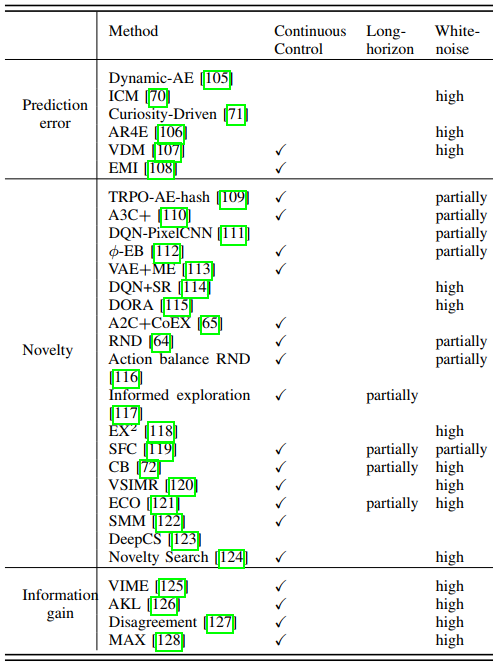 Method Continuous Long- White-
Control horizon noise
Dynamic-AE [105]
Prediction ICM [70] high
error Curiosity-Driven [71]
AR4E [106] high
VDM [107] ✓ high
EMI [108] ✓
TRPO-AE-hash [109] ✓ partially
A3C+ [110] ✓ partially
DQN-PixelCNN [111] partially
ϕ-EB [112] ✓ partially
VAE+ME [113] ✓
DQN+SR [114] high
DORA [115] high
A2C+CoEX [65] ✓
Novelty RND [64] ✓ partially
Action balance RND ✓ partially
[116]
Informed exploration ✓ partially
[117]
EX² [118] high
SFC [119] ✓ partially partially
CB [72] ✓ partially high
VSIMR [120] ✓ high
ECO [121] ✓ partially high
SMM [122] ✓
DeepCS [123]
Novelty Search [124] ✓ high
Information VIME [125] ✓ high
gain AKL [126] ✓ high
Disagreement [127] ✓ high
MAX [128] ✓ high